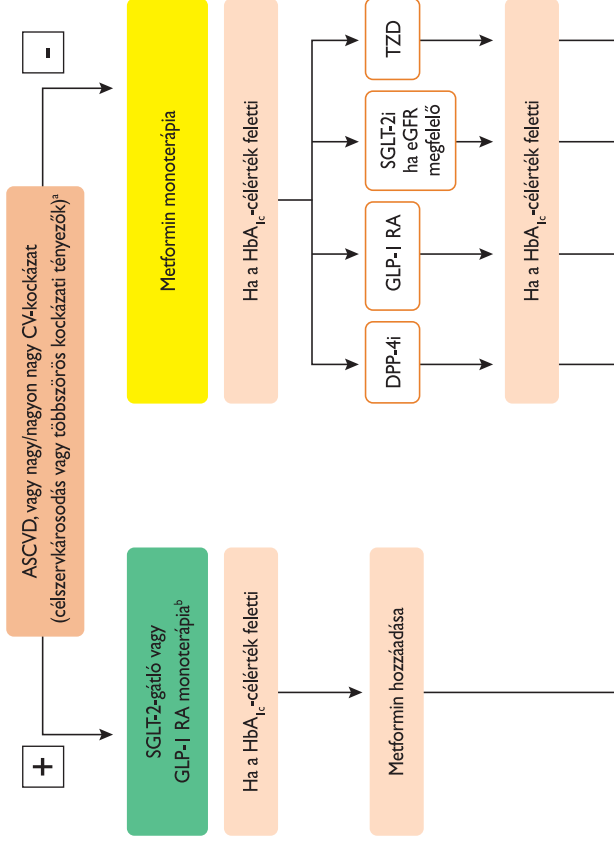 ASCVD, vagy nagy/nagyon nagy CV-kockázat
(célszervkárosodás vagy többszörös kockázati tényezők)ᵃ
+
-
SGLT-2-gátló vagy
GLP-1 RA monoterápiaᵇ
Ha a HbA₁c-célérték feletti
Metformin hozzáadása
Metformin monoterápia
Ha a HbA₁c-célérték feletti
DPP-4i
GLP-1 RA
SGLT-2i
ha eGFR
megfelelő
TZD
Ha a HbA₁c-célérték feletti